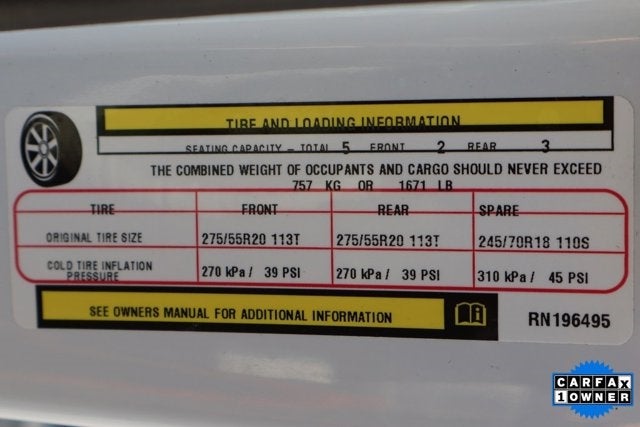 TIRE AND LOADING INFORMATION
SEATING CAPACITY - TOTAL 5 FRONT 2 REAR 3
THE COMBINED WEIGHT OF OCCUPANTS AND CARGO SHOULD NEVER EXCEED
757 KG OR 1671 LB
TIRE FRONT REAR SPARE
ORIGINAL TIRE SIZE 275/55R20 113T 275/55R20 113T 245/70R18 110S
COLD TIRE INFLATION
PRESSURE 270 kPa / 39 PSI 270 kPa / 39 PSI 310 kPa / 45 PSI
SEE OWNERS MANUAL FOR ADDITIONAL INFORMATION
RN196495
CARFAX
1 OWNER